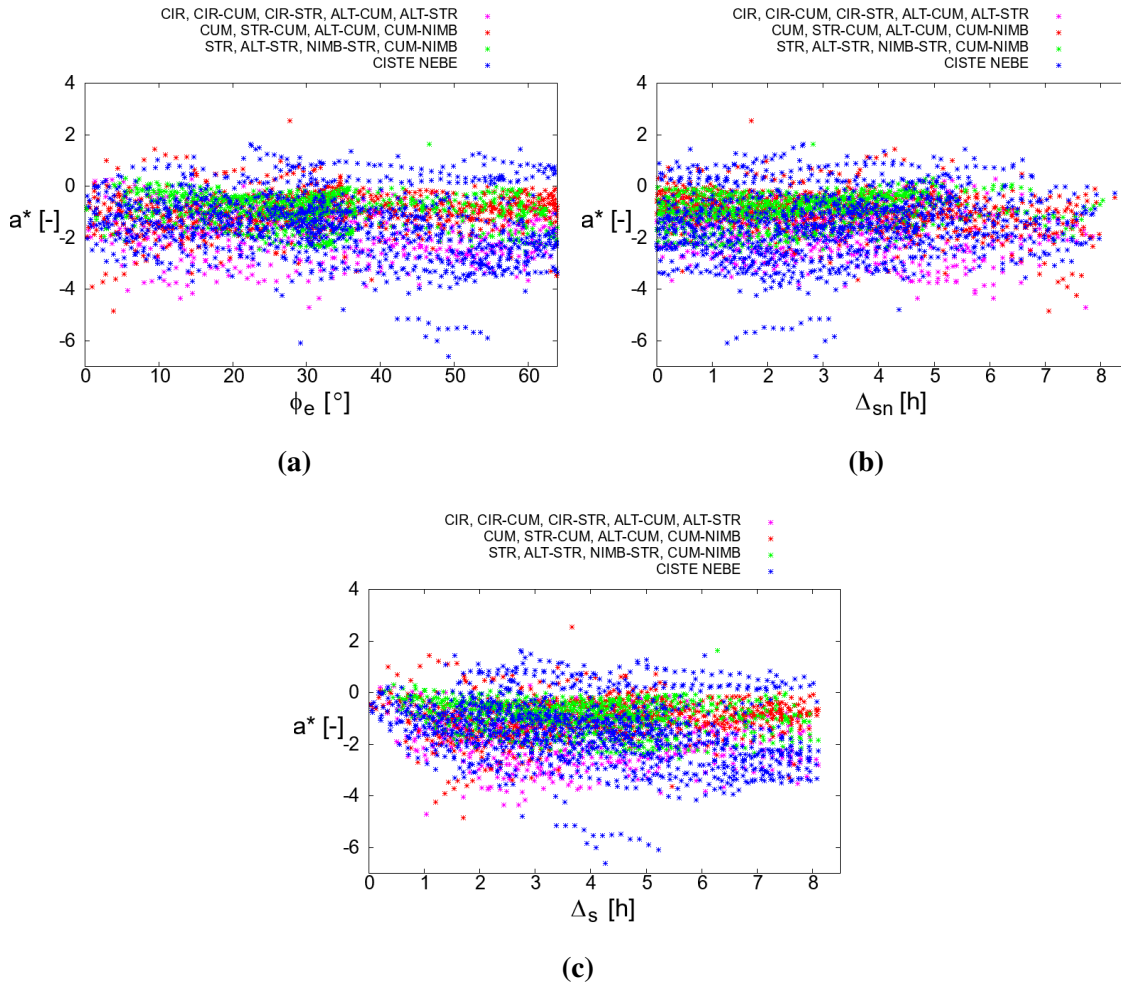 CIR, CIR-CUM, CIR-STR, ALT-CUM, ALT-STR
CUM, STR-CUM, ALT-CUM, CUM-NIMB
STR, ALT-STR, NIMB-STR, CUM-NIMB
CISTE NEBE
4
2
0
-2
-4
-6
a* [-]
0 10 20 30 40 50 60
ϕe [°]
(a)
CIR, CIR-CUM, CIR-STR, ALT-CUM, ALT-STR
CUM, STR-CUM, ALT-CUM, CUM-NIMB
STR, ALT-STR, NIMB-STR, CUM-NIMB
CISTE NEBE
4
2
0
-2
-4
-6
a* [-]
0 1 2 3 4 5 6 7 8
Δsn [h]
(b)
CIR, CIR-CUM, CIR-STR, ALT-CUM, ALT-STR
CUM, STR-CUM, ALT-CUM, CUM-NIMB
STR, ALT-STR, NIMB-STR, CUM-NIMB
CISTE NEBE
4
2
0
-2
-4
-6
a* [-]
0 1 2 3 4 5 6 7 8
Δs [h]
(c)